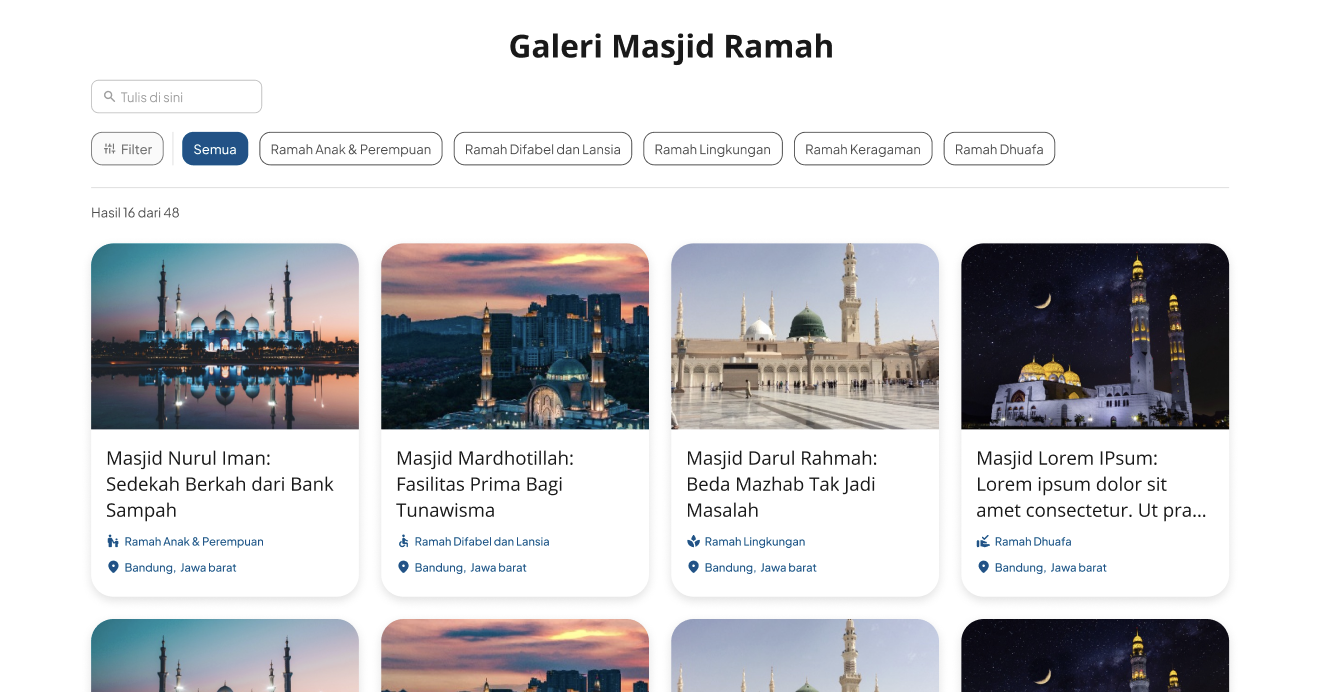 Galeri Masjid Ramah
Tulis di sini
Filter
Semua
Ramah Anak & Perempuan
Ramah Difabel dan Lansia
Ramah Lingkungan
Ramah Keragaman
Ramah Dhuafa
Hasil 16 dari 48
Masjid Nurul Iman:
Sedekah Berkah dari Bank
Sampah
Ramah Anak & Perempuan
Bandung, Jawa barat
Masjid Mardhotillah:
Fasilitas Prima Bagi
Tunawisma
Ramah Difabel dan Lansia
Bandung, Jawa barat
Masjid Darul Rahmah:
Beda Mazhab Tak Jadi
Masalah
Ramah Lingkungan
Bandung, Jawa barat
Masjid Lorem IPsum:
Lorem ipsum dolor sit
amet consectetur. Ut pra...
Ramah Dhuafa
Bandung, Jawa barat